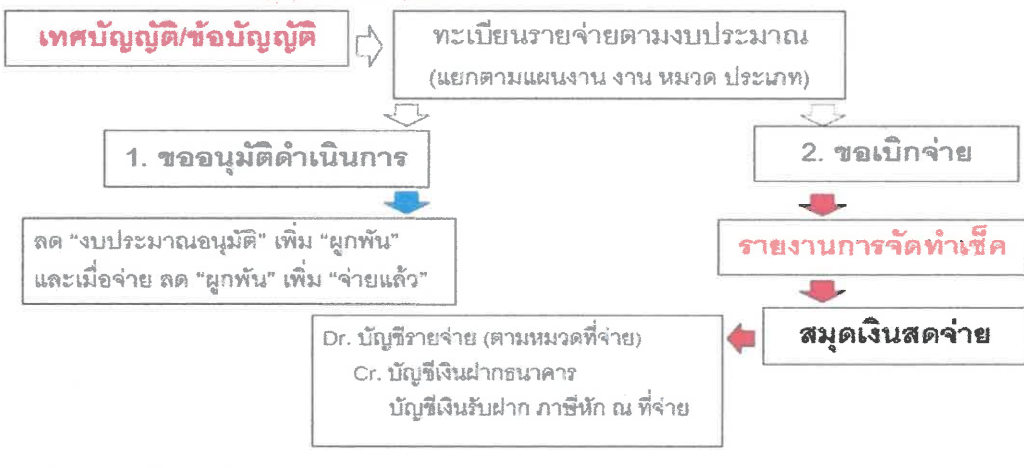 เทศบัญญัติ/ข้อบัญญัติ
ทะเบียนรายจ่ายตามงบประมาณ
(แยกตามแผนงาน งาน หมวด ประเภท)
1. ขออนุมัติดำเนินการ
2. ขอเบิกจ่าย
ลด “งบประมาณอนุมัติ” เพิ่ม “ผูกพัน”
และเมื่อจ่าย ลด “ผูกพัน” เพิ่ม “จ่ายแล้ว”
รายงานการจัดทำเช็ค
สมุดเงินสดจ่าย
Dr. บัญชีรายจ่าย (ตามหมวดที่จ่าย)
Cr. บัญชีเงินฝากธนาคาร
บัญชีเงินรับฝาก ภาษีหัก ณ ที่จ่าย